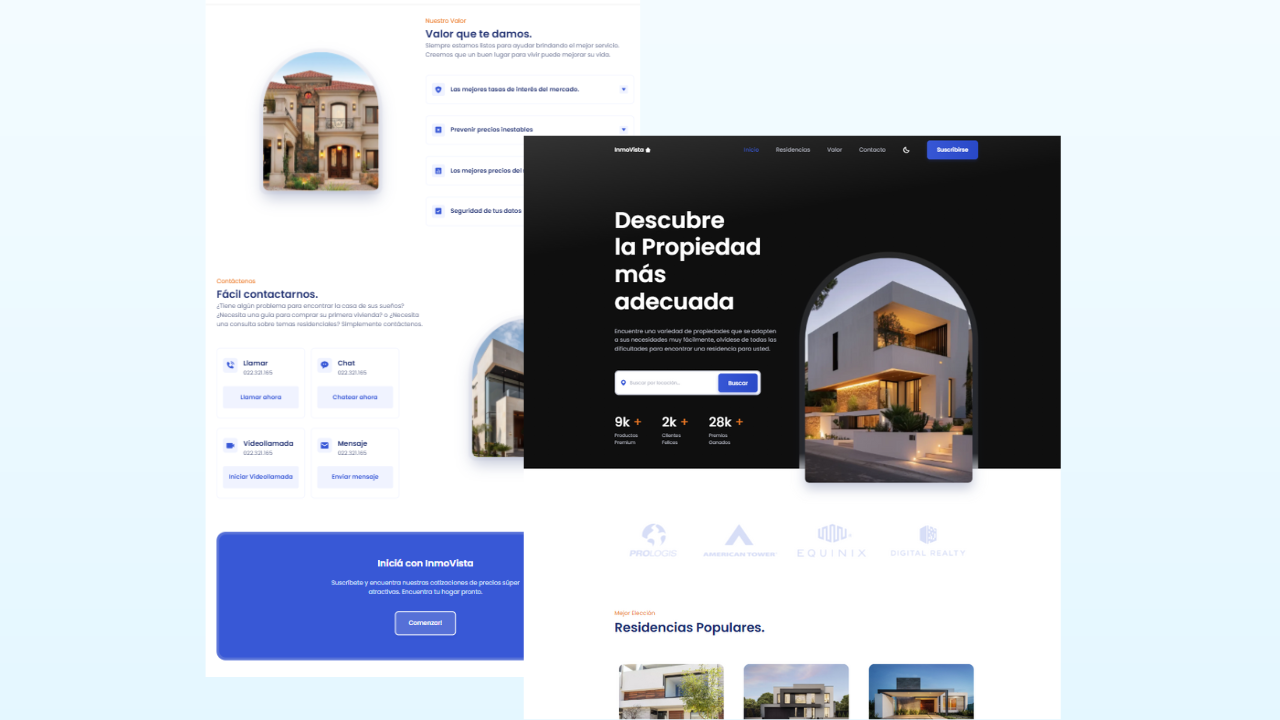 Nuestro Valor
Valor que te damos.
Siempre estamos listos para ayudar brindando el mejor servicio.
Creemos que un buen lugar para vivir puede mejorar su vida.
Las mejores tasas de interés del mercado.
Prevenir precios inestables
Los mejores precios del
Seguridad de tus datos
Contáctenos
Fácil contactarnos.
¿Tiene algún problema para encontrar la casa de sus sueños?
¿Necesita una guía para comprar su primera vivienda? o ¿Necesita
una consulta sobre temas residenciales? Simplemente contáctenos.
Llamar
022.321.165
Llamar ahora
Chat
022.321.165
Chatear ahora
Videollamada
022.321.165
Iniciar Videollamada
Mensaje
022.321.165
Enviar mensaje
Iniciá con InmoVista
Suscríbete y encuentra nuestras cotizaciones de precios súper
atractivas. Encuentra tu hogar pronto.
Comenzar!
InmoVista
Inicio
Residencias
Valor
Contacto
Suscribirse
Descubre
la Propiedad
más
adecuada
Encuentre una variedad de propiedades que se adapten
a sus necesidades muy fácilmente, olvídese de todas las
dificultades para encontrar una residencia para usted.
Buscar por locación...
Buscar
9k +
Productos
Premium
2k +
Clientes
Felices
28k +
Premios
Ganados
PROLOGIS
AMERICAN TOWER
EQUINIX
DIGITAL REALTY
Mejor Elección
Residencias Populares.